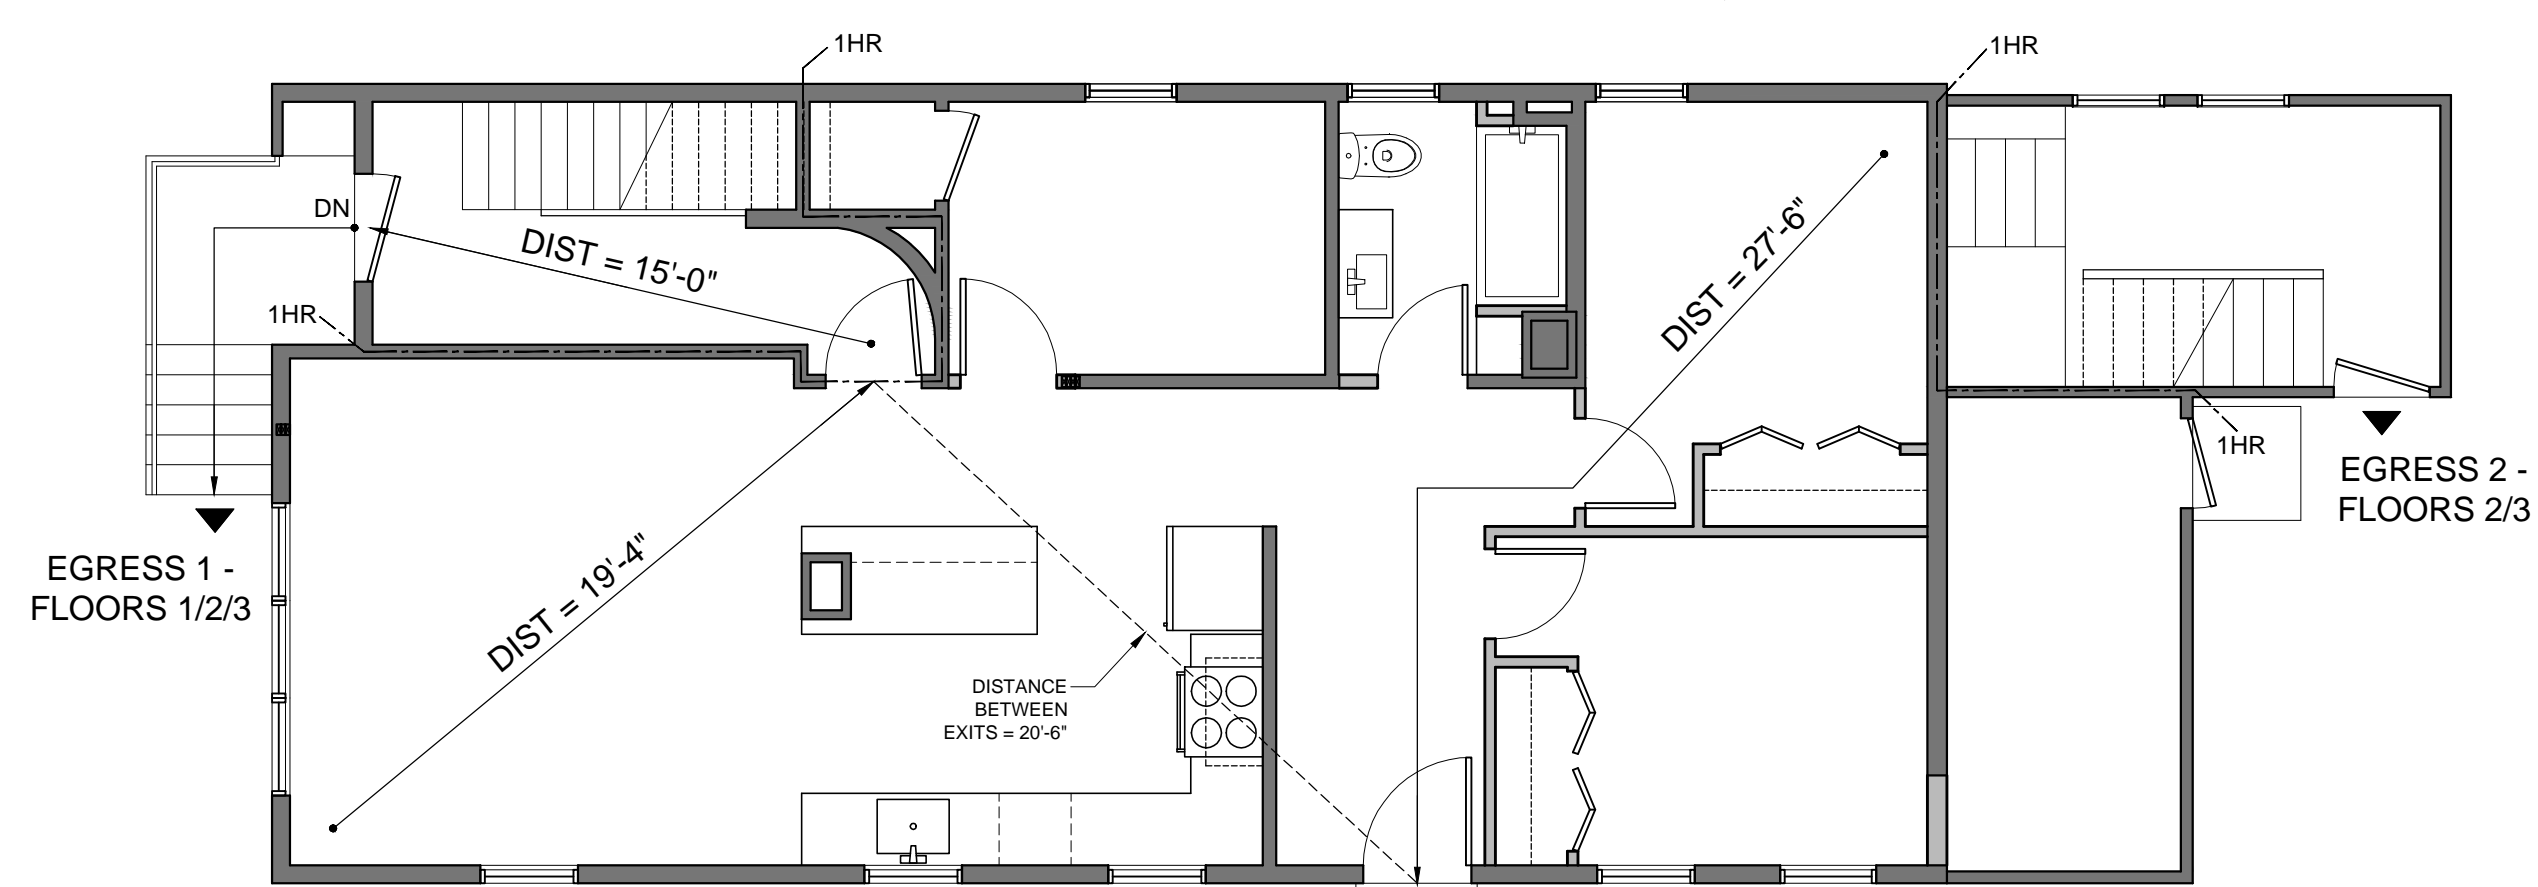 1HR
1HR
DN
DIST = 15'-0"
DIST = 27'-6"
1HR
1HR
EGRESS 2 -
FLOORS 2/3
EGRESS 1 -
FLOORS 1/2/3
DIST = 19'-4"
DISTANCE
BETWEEN
EXITS = 20'-6"